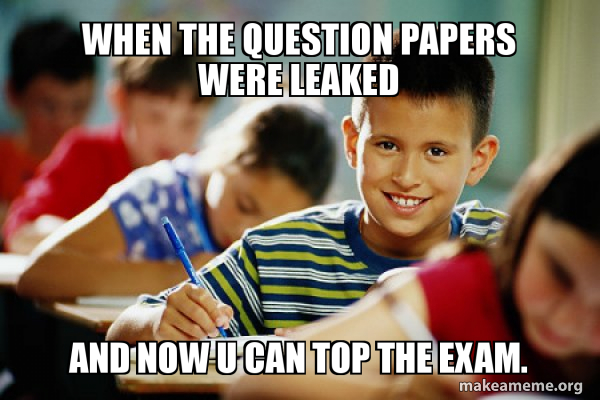 WHEN THE QUESTION PAPERS
WERE LEAKED
AND NOW U CAN TOP THE EXAM.
makeameme.org